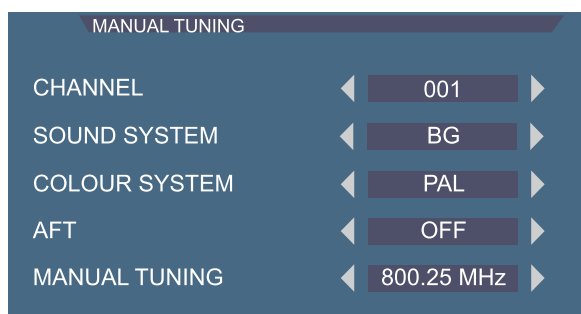 MANUAL TUNING
CHANNEL 001
SOUND SYSTEM BG
COLOUR SYSTEM PAL
AFT OFF
MANUAL TUNING 800.25 MHz